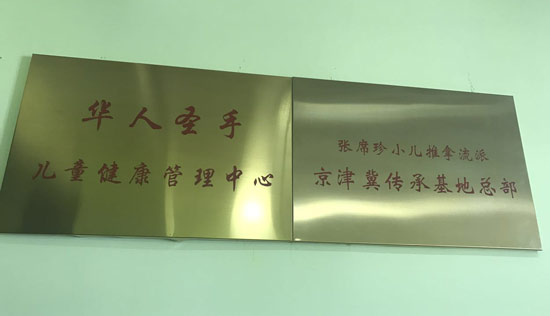 华人圣手
儿童健康管理中心
张席珍小儿推拿流派
京津冀传承基地总部